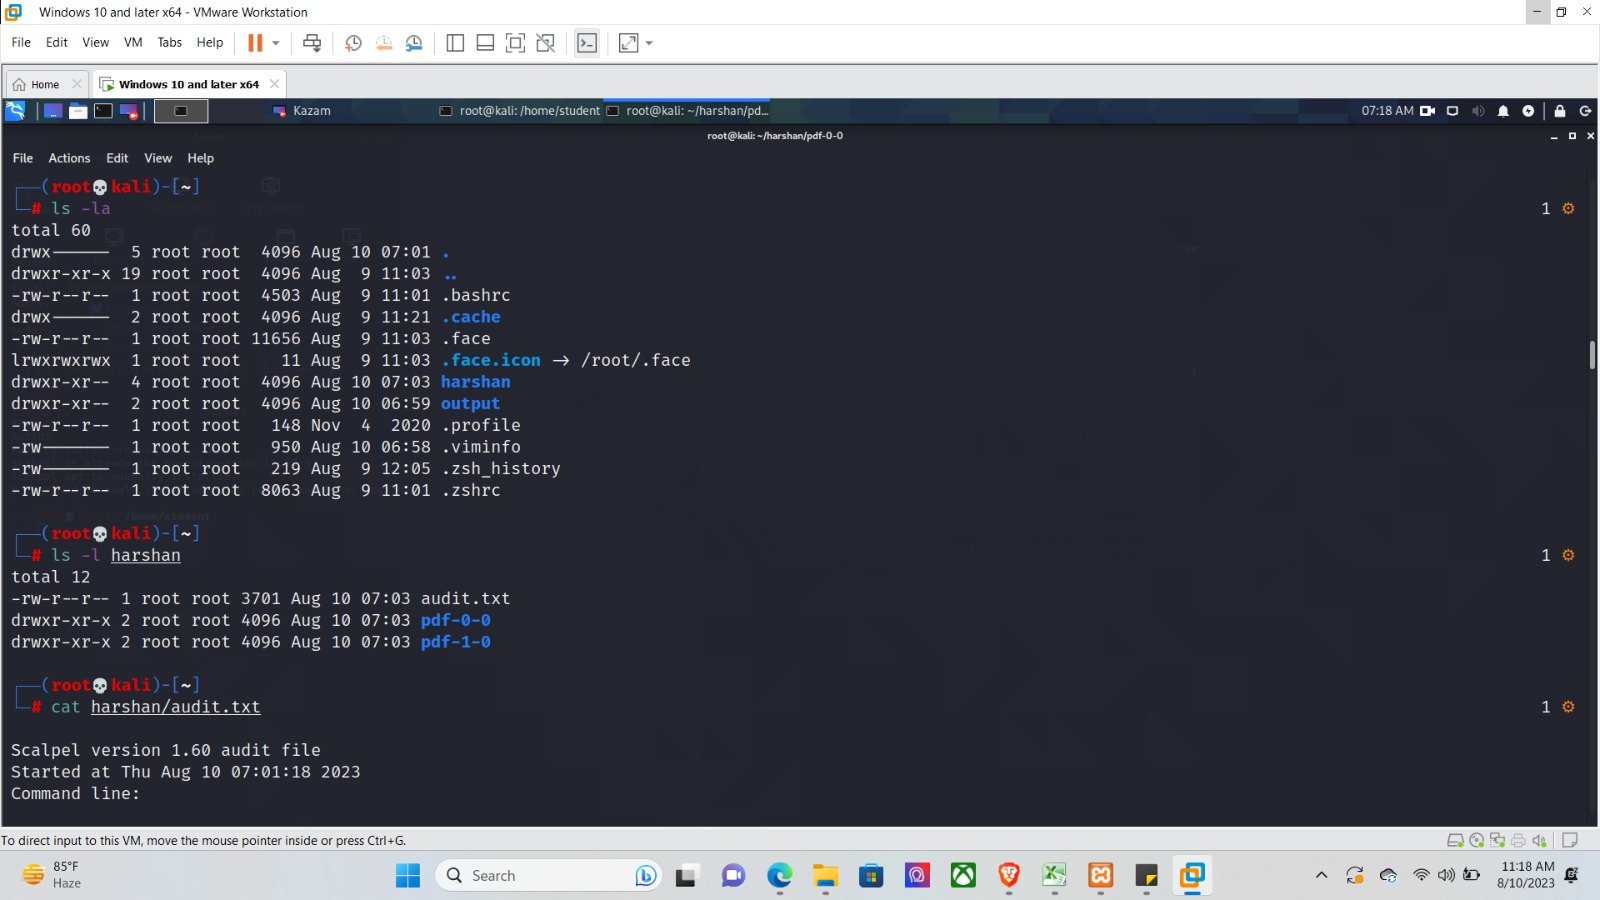 Windows 10 and later x64 - VMware Workstation
File Edit View VM Tabs Help
Home Windows 10 and later x64
Kazam root@kali: /home/student root@kali: ~/harshan/pd... 07:18 AM
root@kali: ~/harshan/pdf-0-0
File Actions Edit View Help
(root kali)-[~]
# ls -la 1
total 60
drwx------ 5 root root 4096 Aug 10 07:01 .
drwxr-xr-x 19 root root 4096 Aug 9 11:03 ..
-rw-r--r-- 1 root root 4503 Aug 9 11:01 .bashrc
drwx------ 2 root root 4096 Aug 9 11:21 .cache
-rw-r--r-- 1 root root 11656 Aug 9 11:03 .face
lrwxrwxrwx 1 root root 11 Aug 9 11:03 .face.icon → /root/.face
drwxr-xr-- 4 root root 4096 Aug 10 07:03 harshan
drwxr-xr-- 2 root root 4096 Aug 10 06:59 output
-rw-r--r-- 1 root root 148 Nov 4 2020 .profile
-rw------- 1 root root 950 Aug 10 06:58 .viminfo
-rw------- 1 root root 219 Aug 9 12:05 .zsh_history
-rw-r--r-- 1 root root 8063 Aug 9 11:01 .zshrc
(root kali)-[~]
# ls -l harshan 1
total 12
-rw-r--r-- 1 root root 3701 Aug 10 07:03 audit.txt
drwxr-xr-x 2 root root 4096 Aug 10 07:03 pdf-0-0
drwxr-xr-x 2 root root 4096 Aug 10 07:03 pdf-1-0
(root kali)-[~]
# cat harshan/audit.txt 1
Scalpel version 1.60 audit file
Started at Thu Aug 10 07:01:18 2023
Command line:
To direct input to this VM, move the mouse pointer inside or press Ctrl+G.
85°F
Haze
Search
11:18 AM
8/10/2023